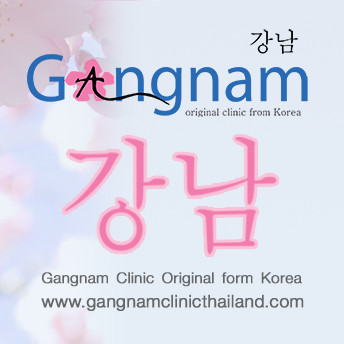 강남
Gangnam
original clinic from Korea
강남
Gangnam Clinic Original form Korea
www.gangnamclinicthailand.com